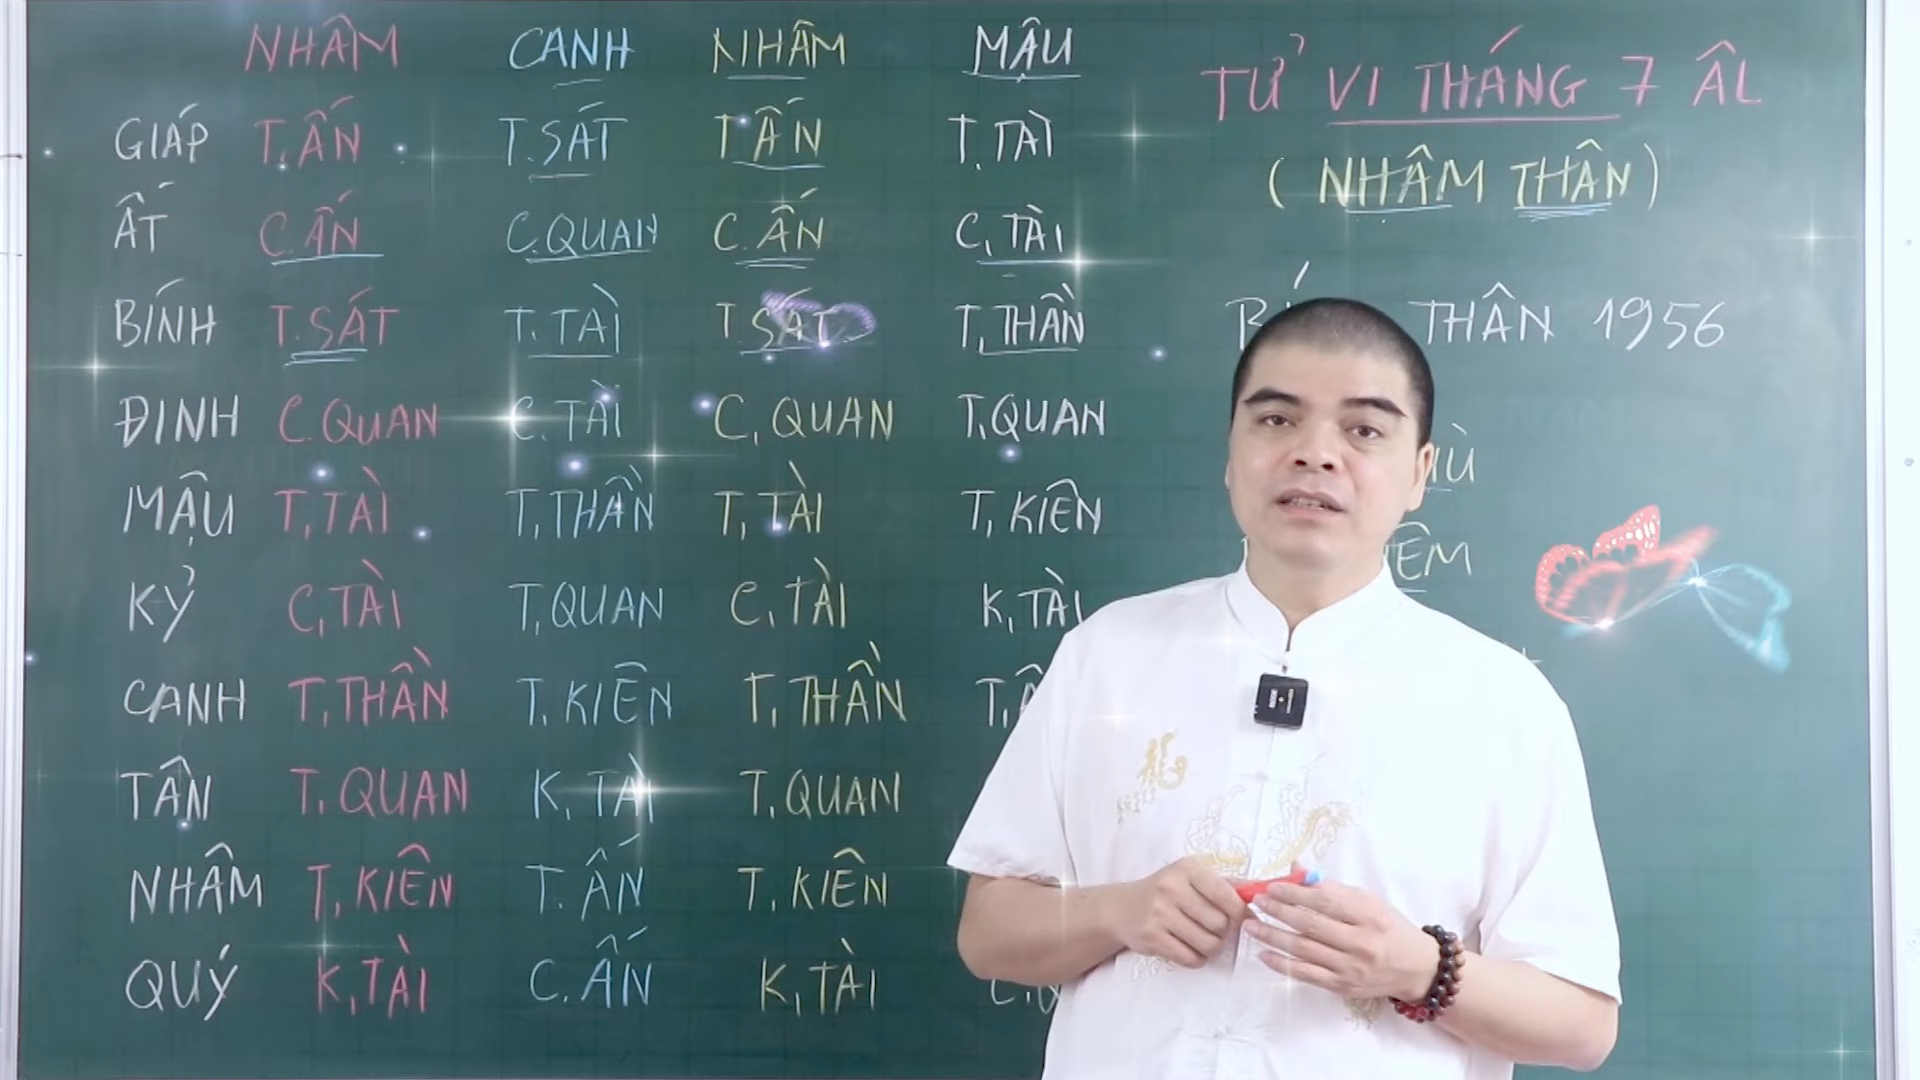 NHÂM CANH NHÂM MẬU
GIÁP T.ẤN T.SÁT T ẤN T.TÀI
ẤT C.ẤN C.QUAN C.ẤN C,TÀI
BÍNH T.SÁT T.TÀI T SÁT T,THẦN
ĐINH C.QUAN C.TÀI C,QUAN T.QUAN
MẬU T,TÀI T,THẦN T,TÀI T,KIÊN
KỶ C,TÀI T,QUAN C,TÀI K,TÀI
CANH T,THẦN T.KIÊN T,THẦN
TÂN T.QUAN K,TÀI T.QUAN
NHÂM T,KIÊN T.ẤN T.KIÊN
QUÝ K,TÀI C.ẤN K,TÀI
TỬ VI THÁNG 7 ÂL
(NHÂM THÂN)
THÂN 1956